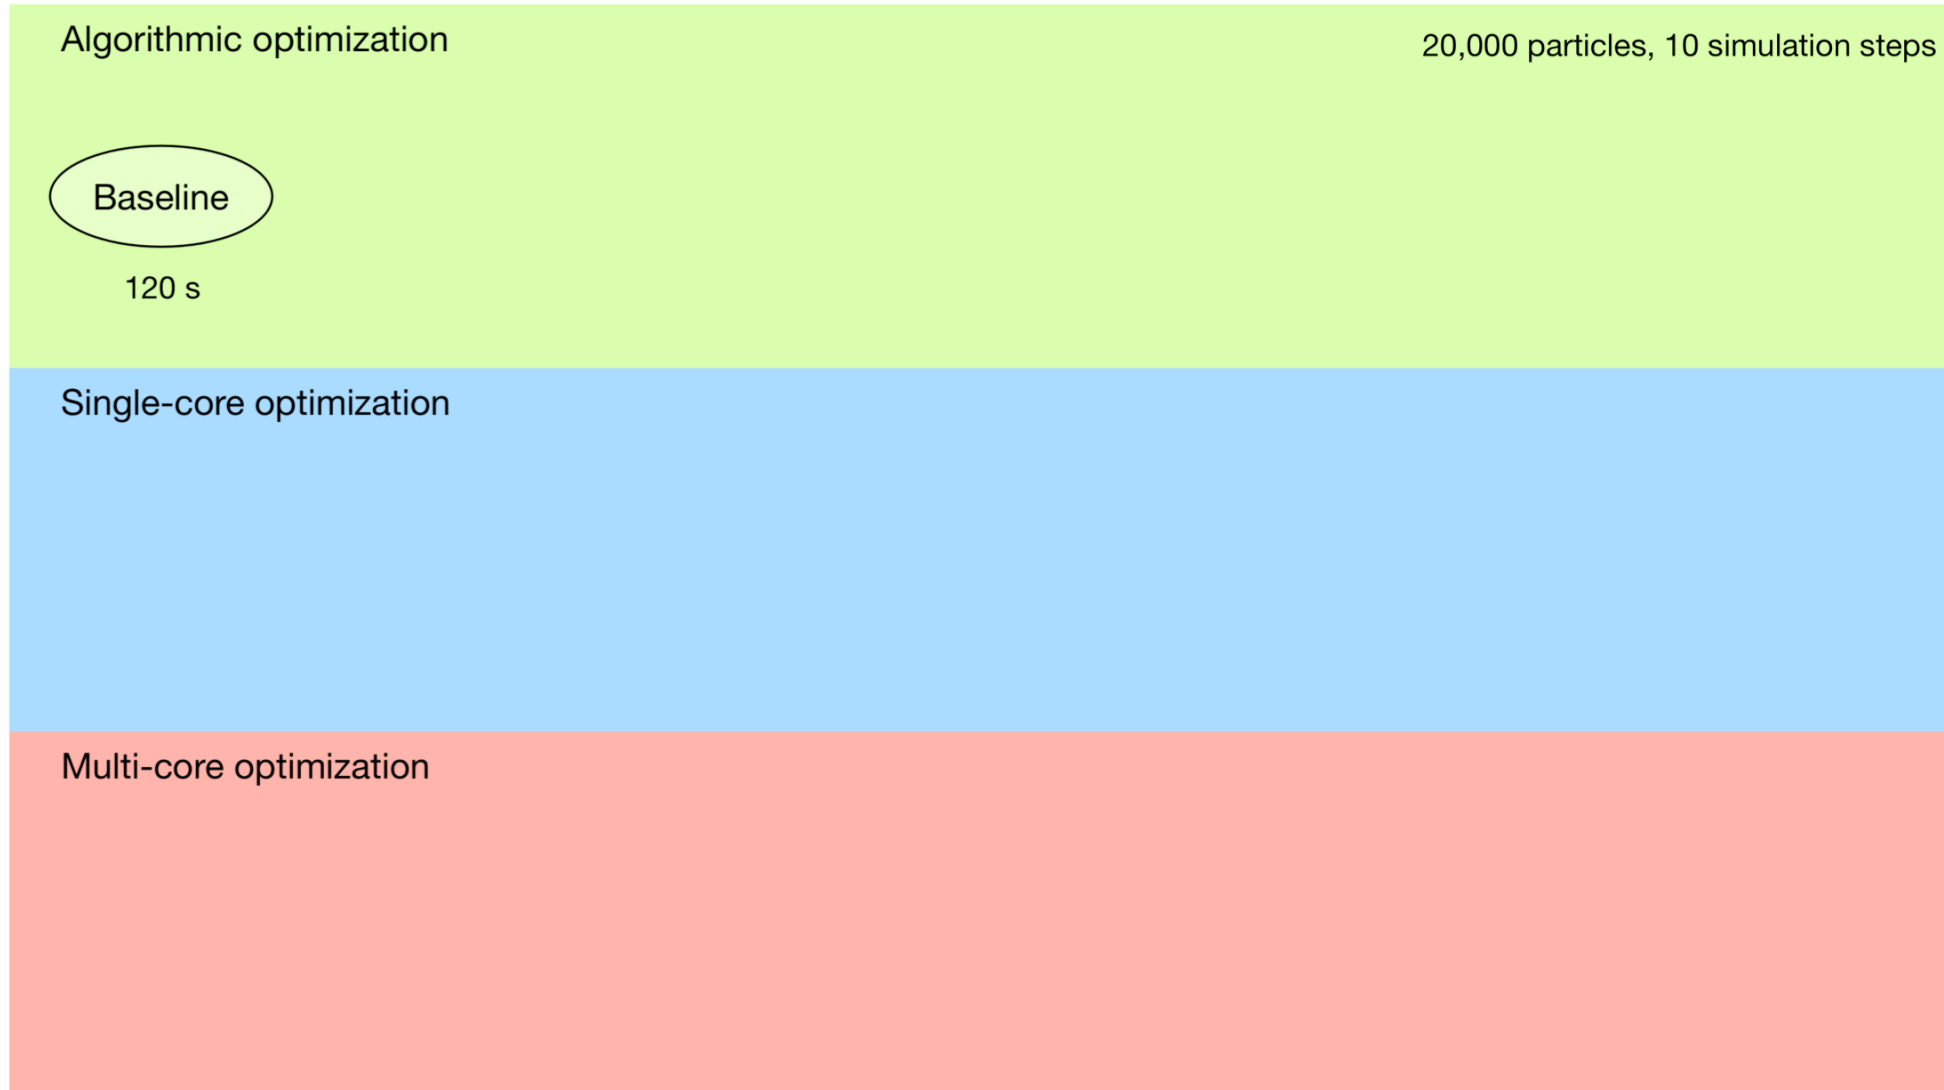 Algorithmic optimization
20,000 particles, 10 simulation steps
Baseline
120 s
Single-core optimization
Multi-core optimization